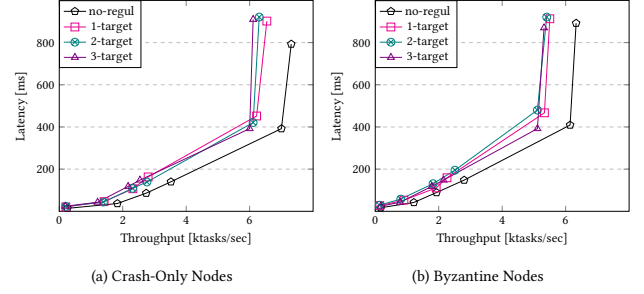 no-regul
1-target
2-target
3-target
800
600
400
200
0 2 4 6
Latency [ms]
Throughput [ktasks/sec]
(a) Crash-Only Nodes
no-regul
1-target
2-target
3-target
800
600
400
200
0 2 4 6
Latency [ms]
Throughput [ktasks/sec]
(b) Byzantine Nodes